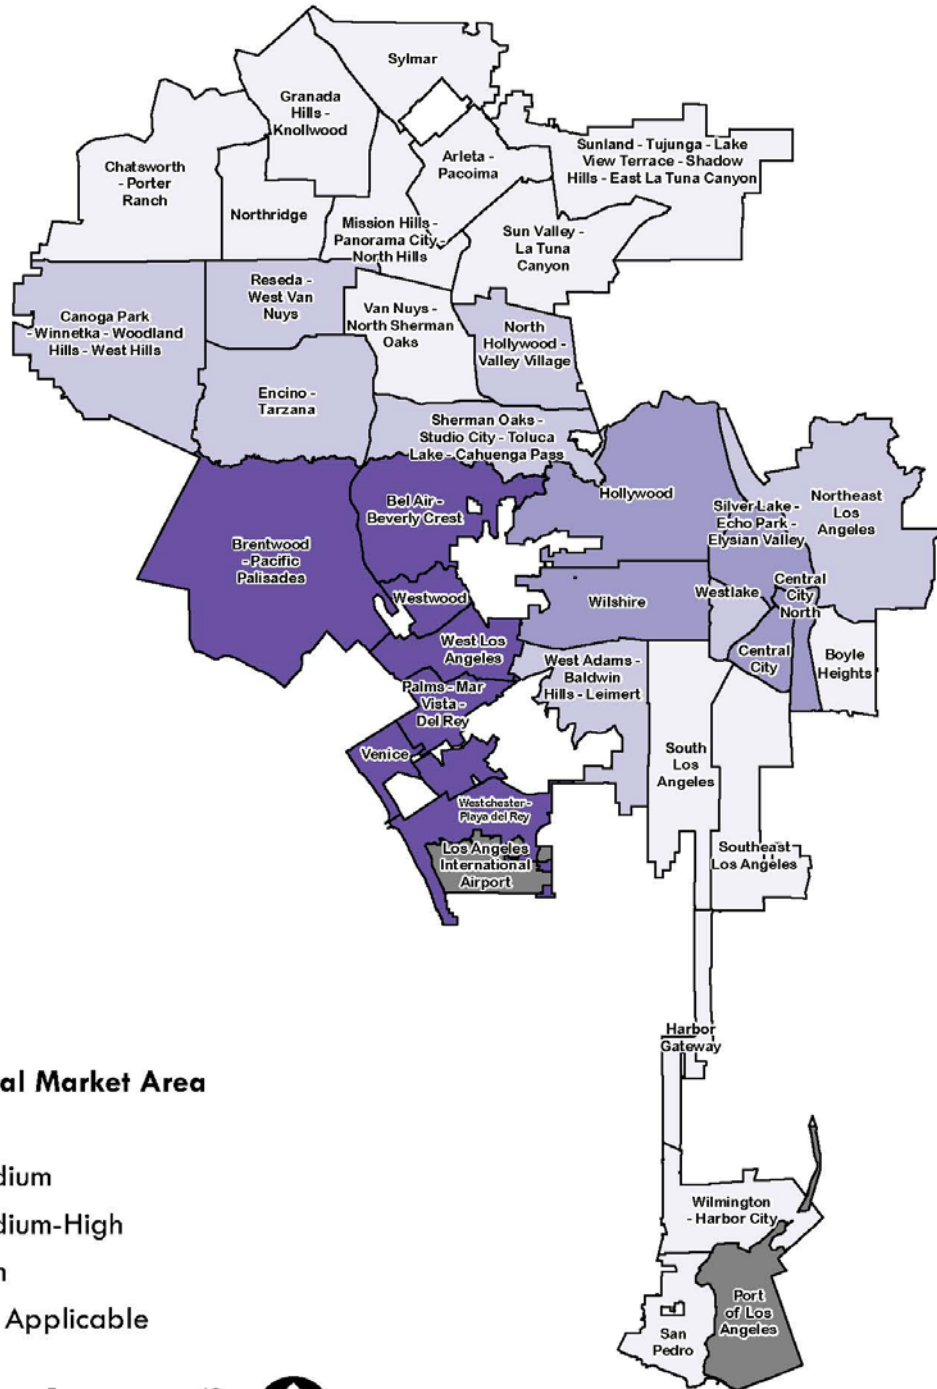 Sylmar
Granada
Hills -
Knollwood
Chatsworth
- Porter
Ranch
Northridge
Arleta -
Pacoima
Sunland - Tujunga - Lake
View Terrace - Shadow
Hills - East La Tuna Canyon
Mission Hills -
Panorama City -
North Hills
Sun Valley -
La Tuna
Canyon
Canoga Park
- Winnetka - Woodland
Hills - West Hills
Reseda -
West Van
Nuys
Van Nuys -
North Sherman
Oaks
North
Hollywood -
Valley Village
Encino -
Tarzana
Sherman Oaks -
Studio City - Toluca
Lake - Cahuenga Pass
Brentwood
- Pacific
Palisades
Bel Air -
Beverly Crest
Hollywood
Silver Lake -
Echo Park -
Elysian Valley
Northeast
Los
Angeles
Westwood
Wilshire
Westlake
Central
City
North
West Los
Angeles
West Adams -
Baldwin
Hills - Leimert
Central
City
Boyle
Heights
Palms - Mar
Vista -
Del Rey
Venice
South
Los
Angeles
Westchester -
Playa del Rey
Los Angeles
International
Airport
Southeast
Los Angeles
Harbor
Gateway
al Market Area
dium
dium-High
Applicable
Wilmington
- Harbor City
Port
of Los
Angeles
San
Pedro